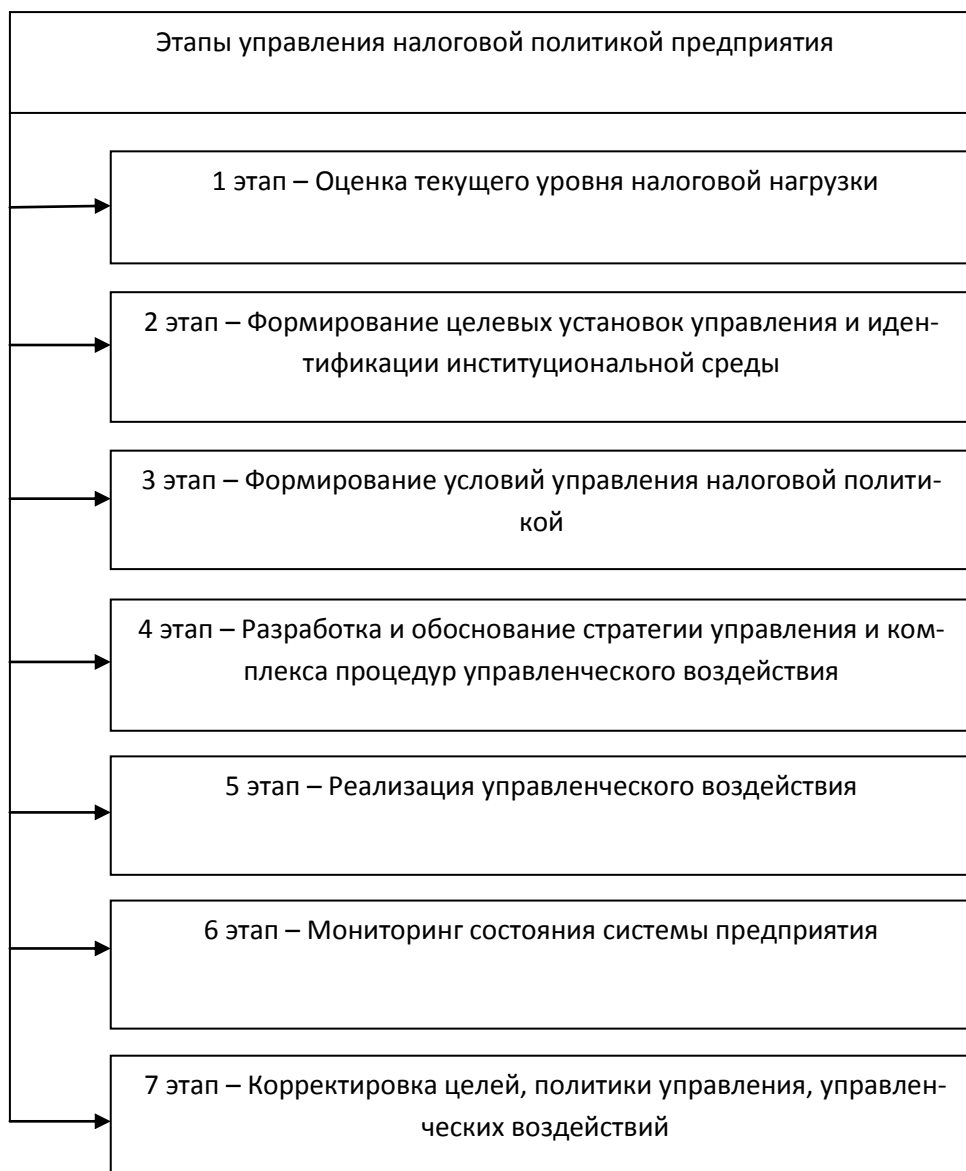 Этапы управления налоговой политикой предприятия
1 этап – Оценка текущего уровня налоговой нагрузки
2 этап – Формирование целевых установок управления и иден-
тификации институциональной среды
3 этап – Формирование условий управления налоговой полити-
кой
4 этап – Разработка и обоснование стратегии управления и ком-
плекса процедур управленческого воздействия
5 этап – Реализация управленческого воздействия
6 этап – Мониторинг состояния системы предприятия
7 этап – Корректировка целей, политики управления, управлен-
ческих воздействий